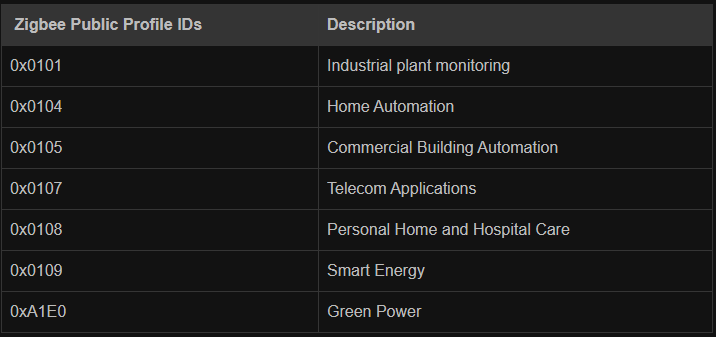 Zigbee Public Profile IDs Description
0x0101 Industrial plant monitoring
0x0104 Home Automation
0x0105 Commercial Building Automation
0x0107 Telecom Applications
0x0108 Personal Home and Hospital Care
0x0109 Smart Energy
0xA1E0 Green Power